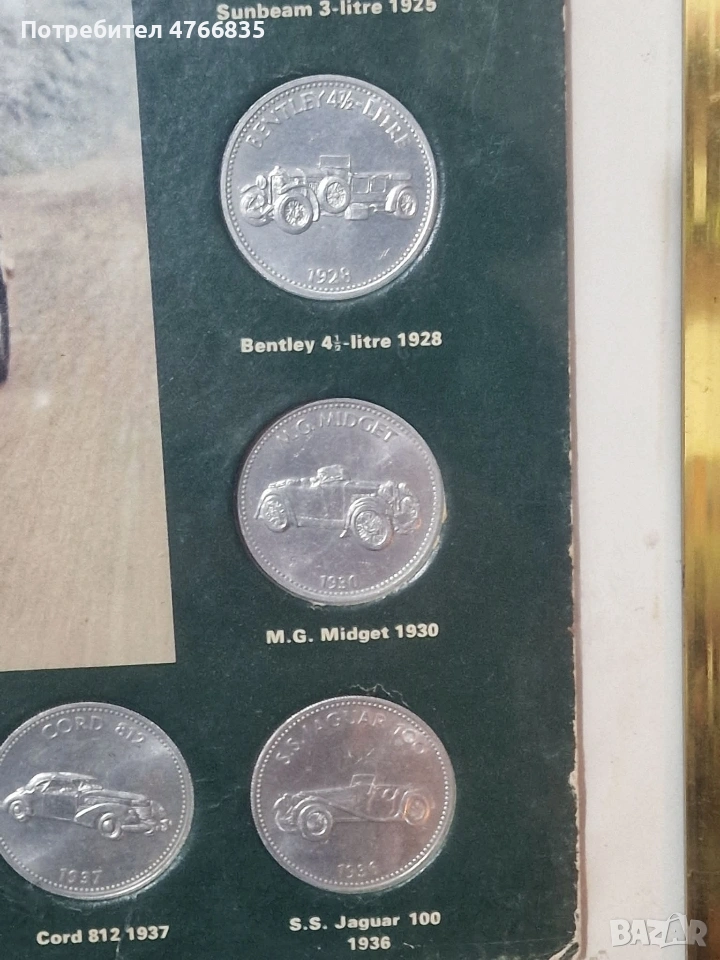 Потребител 4766835
Sunbeam 3-litre 1925
BENTLEY 4½-LITRE
1928
Bentley 4½-litre 1928
M.G. MIDGET
1930
M.G. Midget 1930
CORD 812
1937
Cord 812 1937
S.S. JAGUAR 100
1936
S.S. Jaguar 100
1936
BAZAR